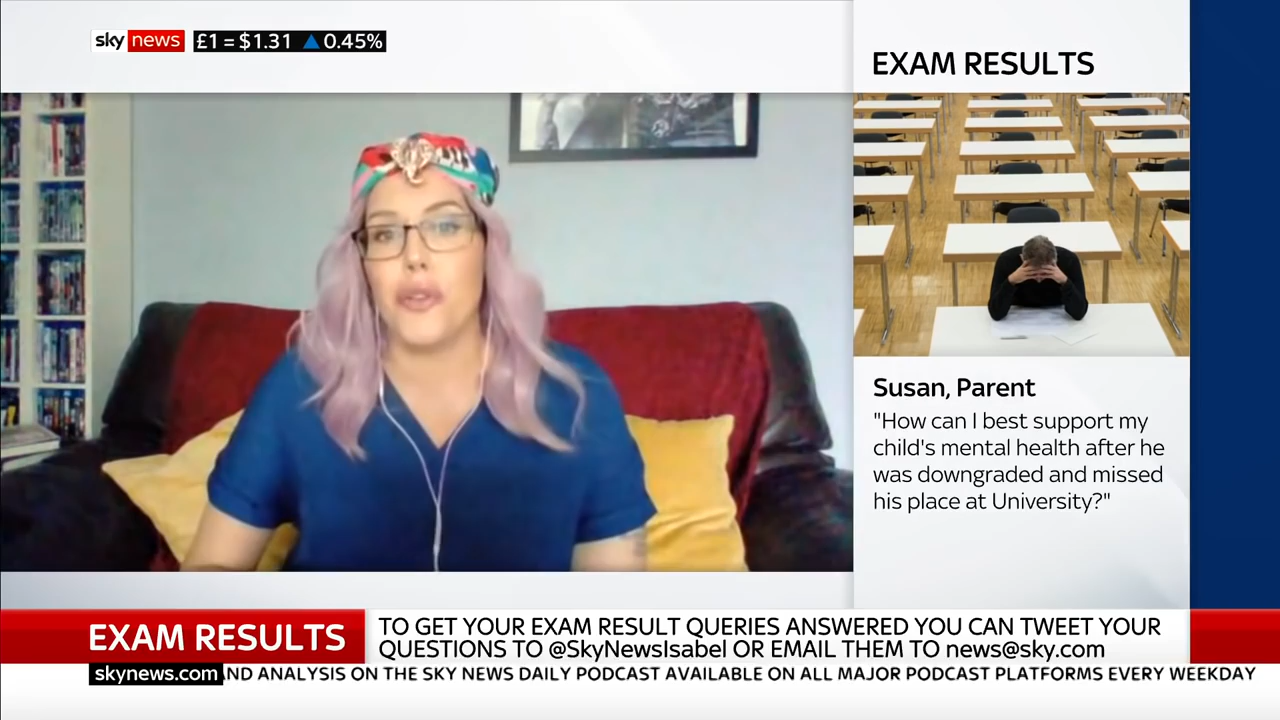 sky news £1 = $1.31 ▲ 0.45%
EXAM RESULTS
Susan, Parent
"How can I best support my
child's mental health after he
was downgraded and missed
his place at University?"
EXAM RESULTS
TO GET YOUR EXAM RESULT QUERIES ANSWERED YOU CAN TWEET YOUR
QUESTIONS TO @SkyNewsIsabel OR EMAIL THEM TO news@sky.com
skynews.com AND ANALYSIS ON THE SKY NEWS DAILY PODCAST AVAILABLE ON ALL MAJOR PODCAST PLATFORMS EVERY WEEKDAY